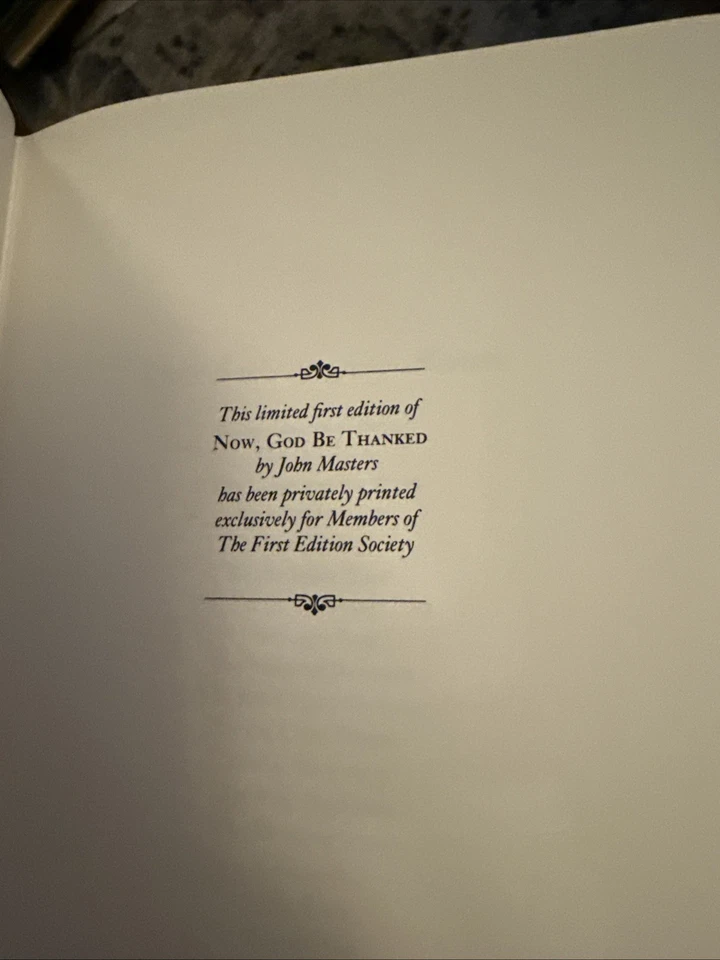 This limited first edition of
NOW, GOD BE THANKED
by John Masters
has been privately printed
exclusively for Members of
The First Edition Society